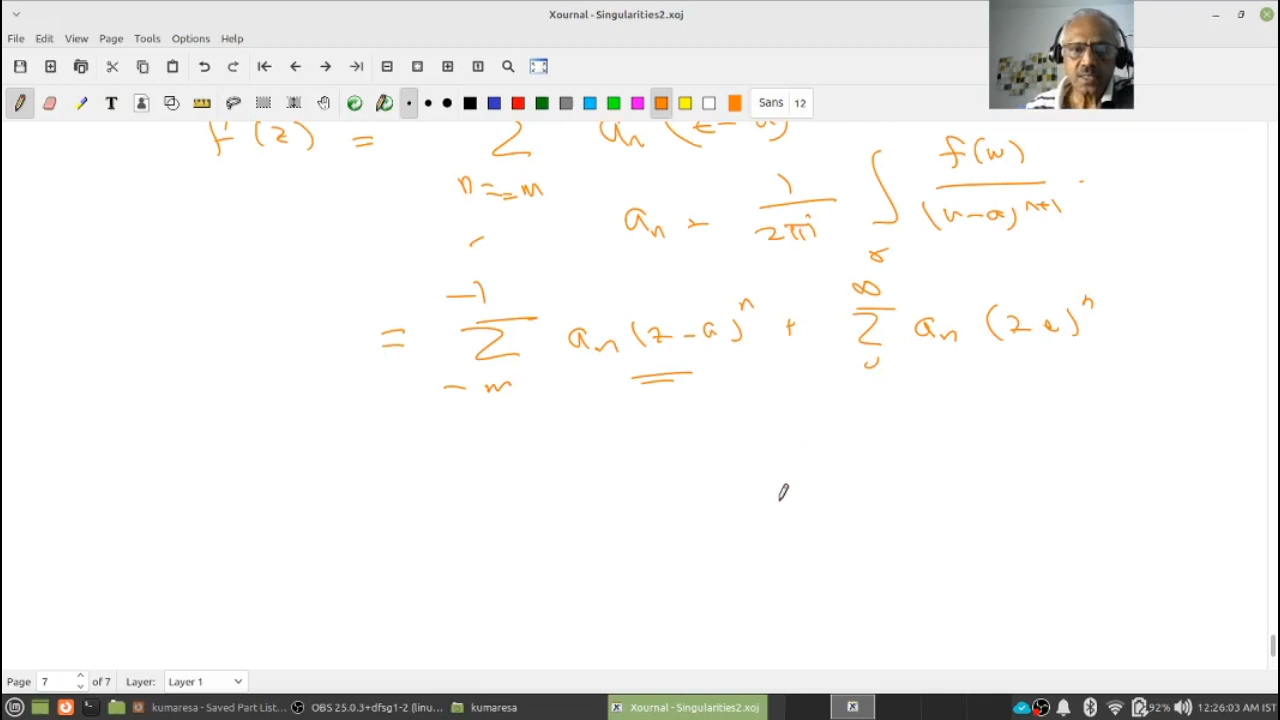 Xournal - Singularities2.xoj
File Edit View Page Tools Options Help
Sans 12
f(z) = Σ aₙ (z-a)
n=-m
aₙ = 1/2πi ∫γ f(w)/(w-a)ⁿ⁺¹
-1 ∞
= Σ aₙ (z-a)ⁿ + Σ aₙ (z a)ⁿ
-m 0
Page 7 of 7 Layer: Layer 1
kumaresa - Saved Part List... OBS 25.0.3+dfsg1-2 (linu... kumaresa Xournal - Singularities2.xoj 92% 12:26:03 AM IST